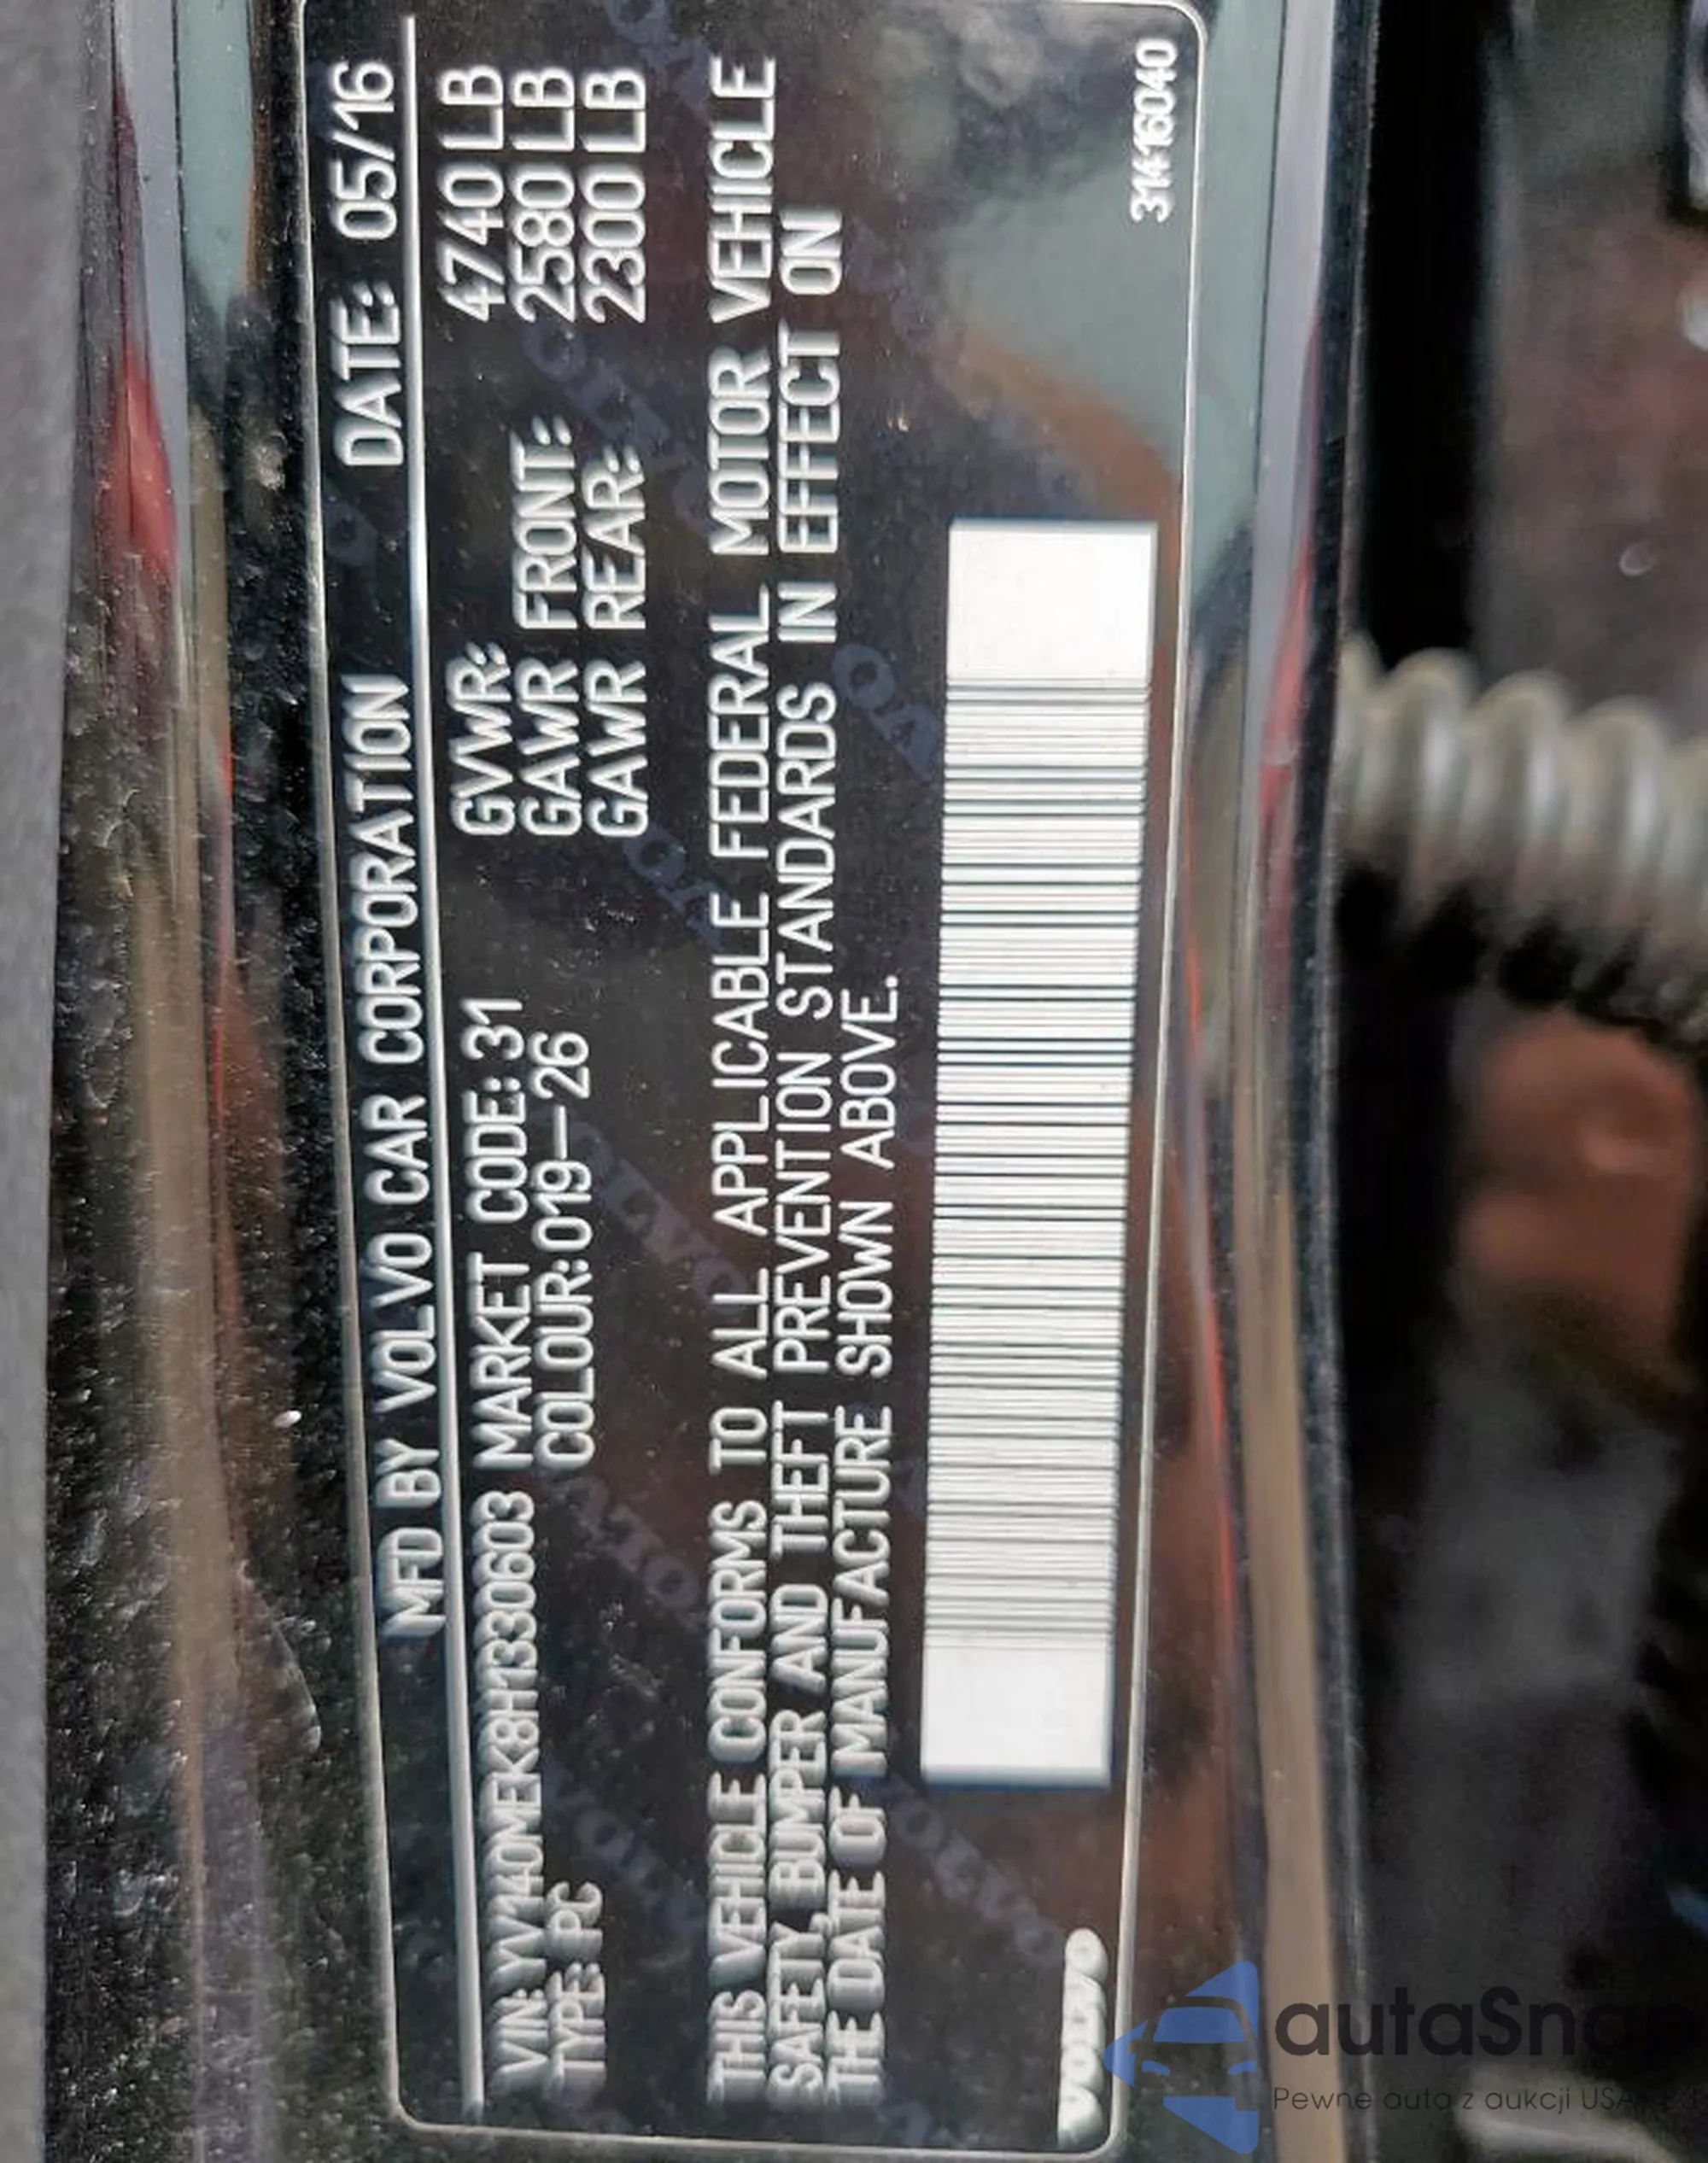 MFD BY VOLVO CAR CORPORATION DATE: 05/16
VIN: YV140MEK8H1330603 MARKET CODE: 31 GVWR: 4740 LB
TYPE: PC COLOUR: 019-26 GAWR FRONT: 2580 LB
GAWR REAR: 2300 LB
THIS VEHICLE CONFORMS TO ALL APPLICABLE FEDERAL MOTOR VEHICLE
SAFETY, BUMPER AND THEFT PREVENTION STANDARDS IN EFFECT ON
THE DATE OF MANUFACTURE SHOWN ABOVE.
VOLVO
31416040
autaSnap
Pewne auta z aukcji USA